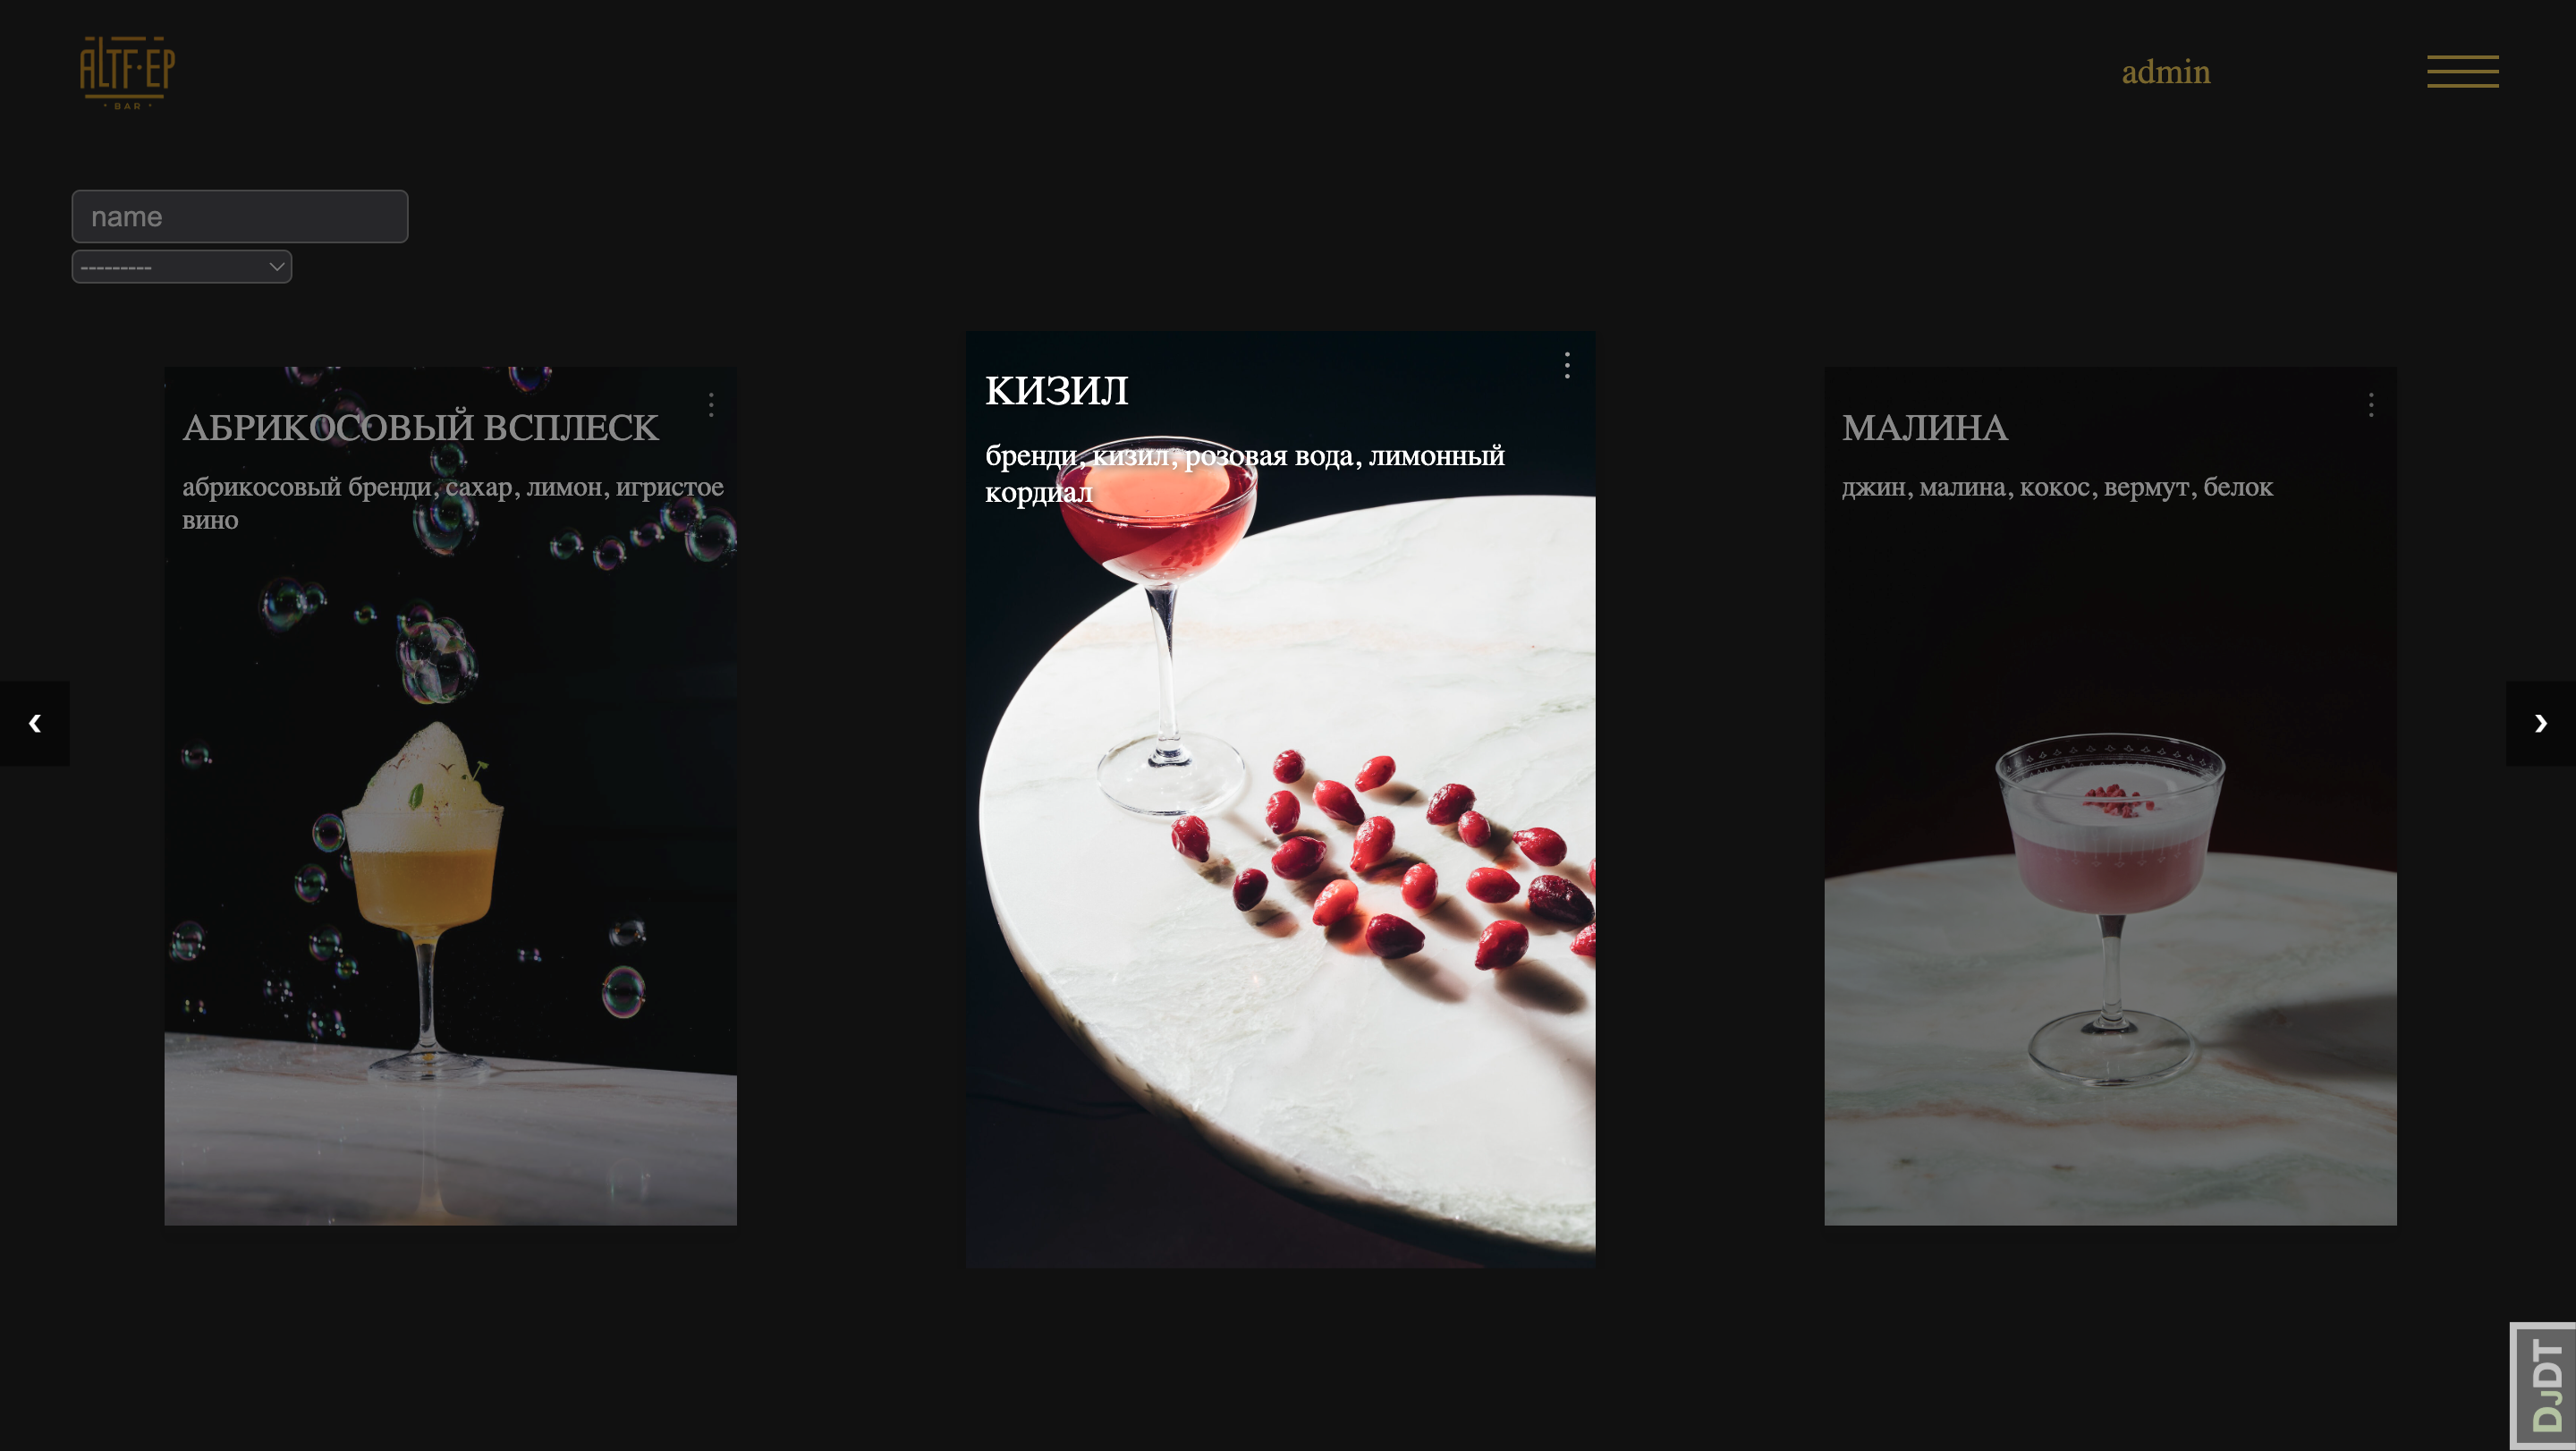 ALTF·EP
· BAR ·
admin
name
---------
АБРИКОСОВЫЙ ВСПЛЕСК
абрикосовый бренди, сахар, лимон, игристое
вино
КИЗИЛ
бренди, кизил, розовая вода, лимонный
кордиал
МАЛИНА
джин, малина, кокос, вермут, белок
DJDT